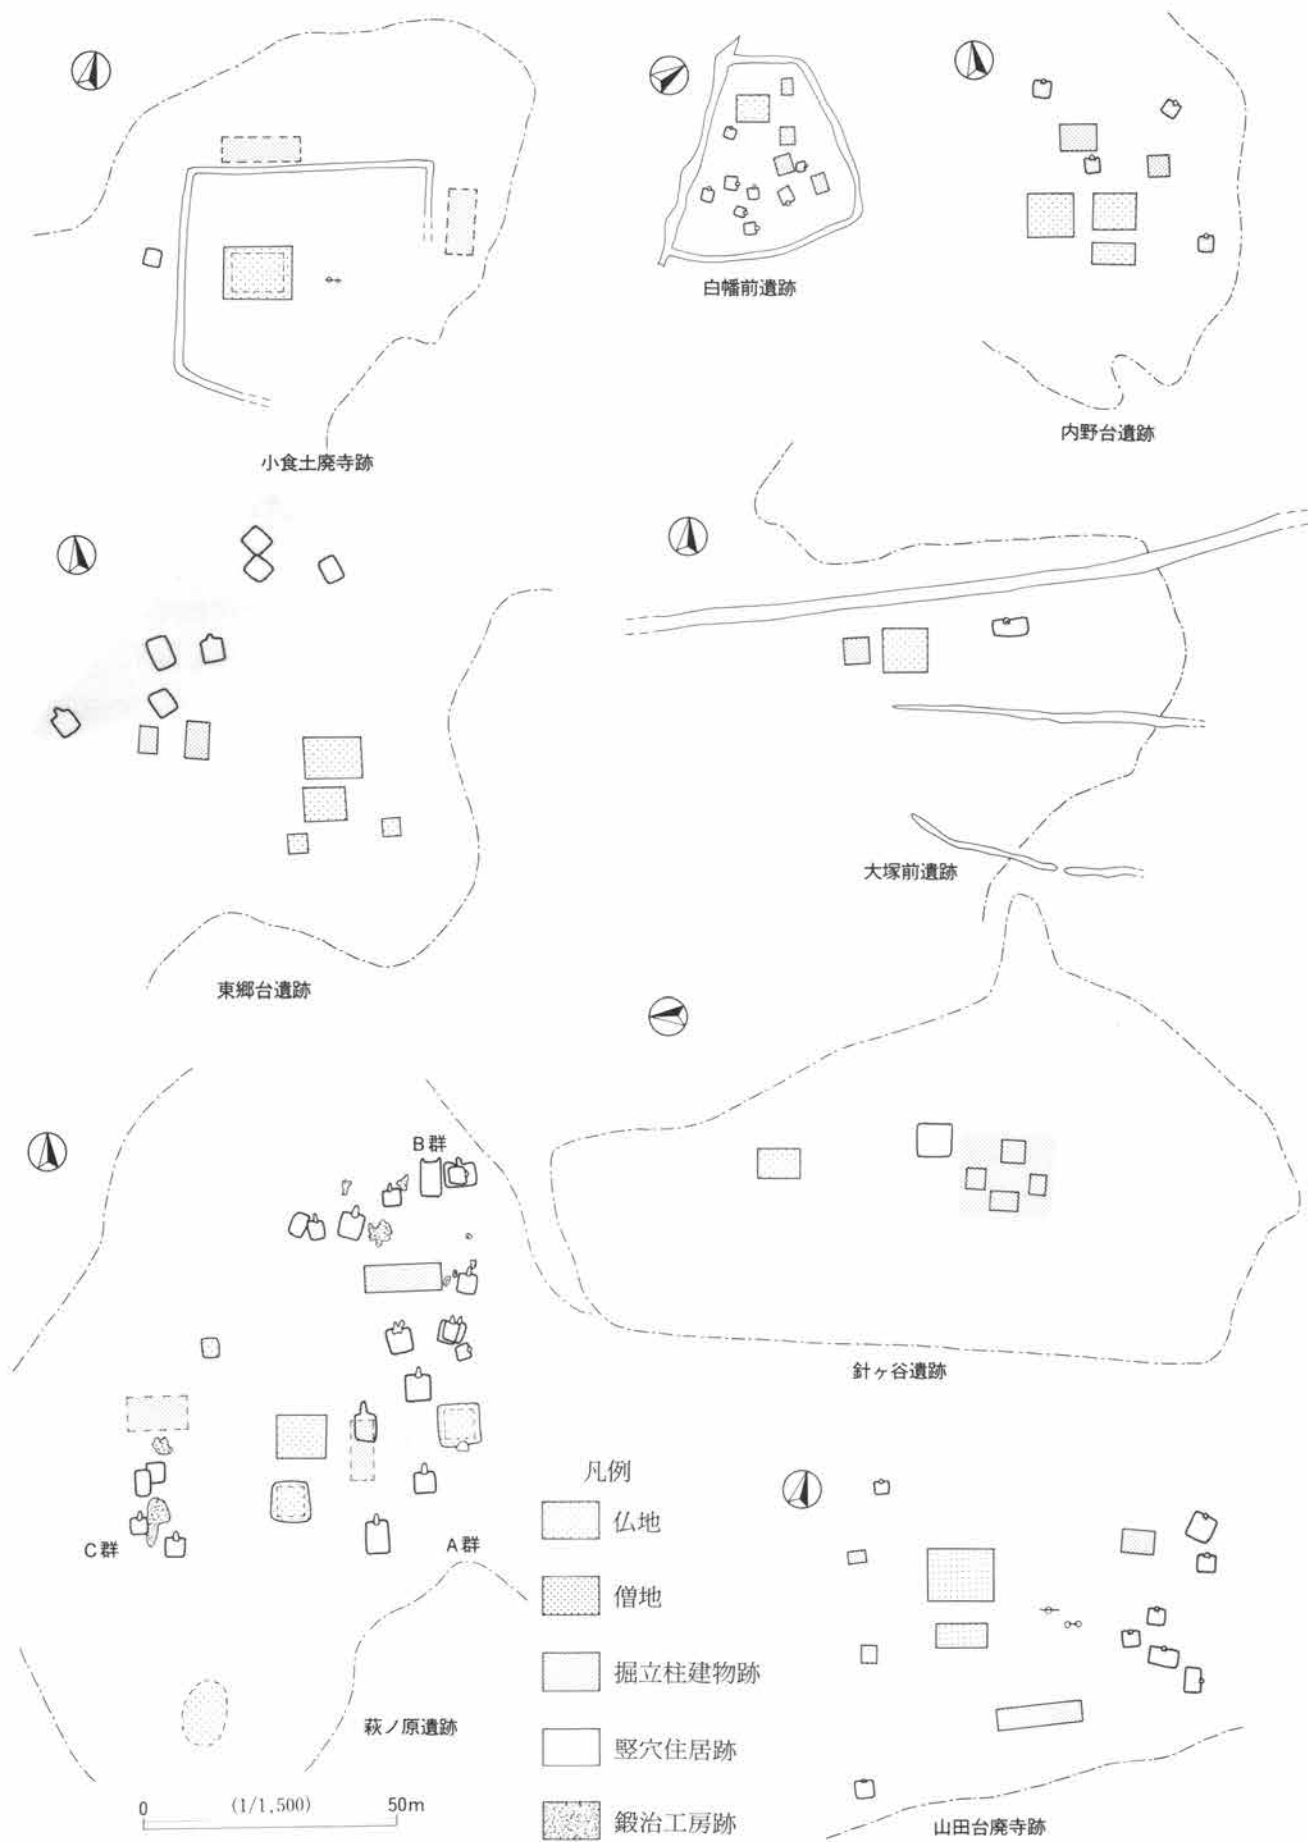 小食土廃寺跡
白幡前遺跡
内野台遺跡
東郷台遺跡
大塚前遺跡
針ヶ谷遺跡
B群
C群
A群
萩ノ原遺跡
0 (1/1,500) 50m
凡例
仏地
僧地
掘立柱建物跡
竪穴住居跡
鍛冶工房跡
山田台廃寺跡